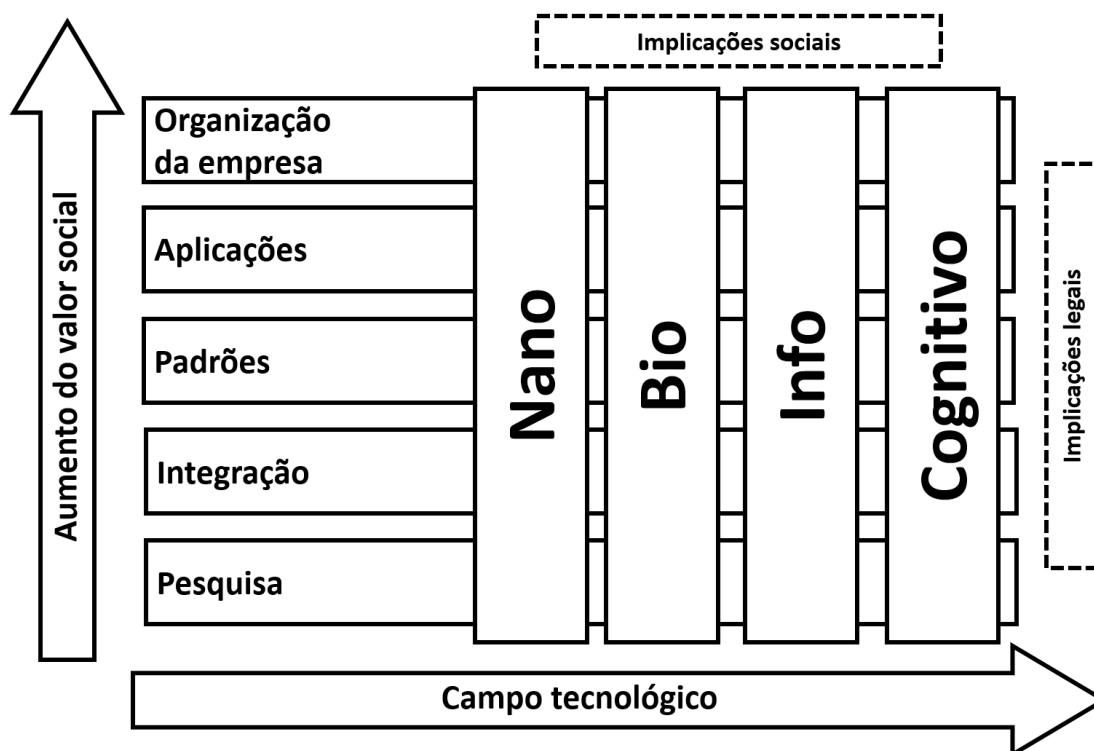 Implicações sociais
Organização
da empresa
Aplicações
Padrões
Integração
Pesquisa
Nano
Bio
Info
Cognitivo
Aumento do valor social
Implicações legais
Campo tecnológico